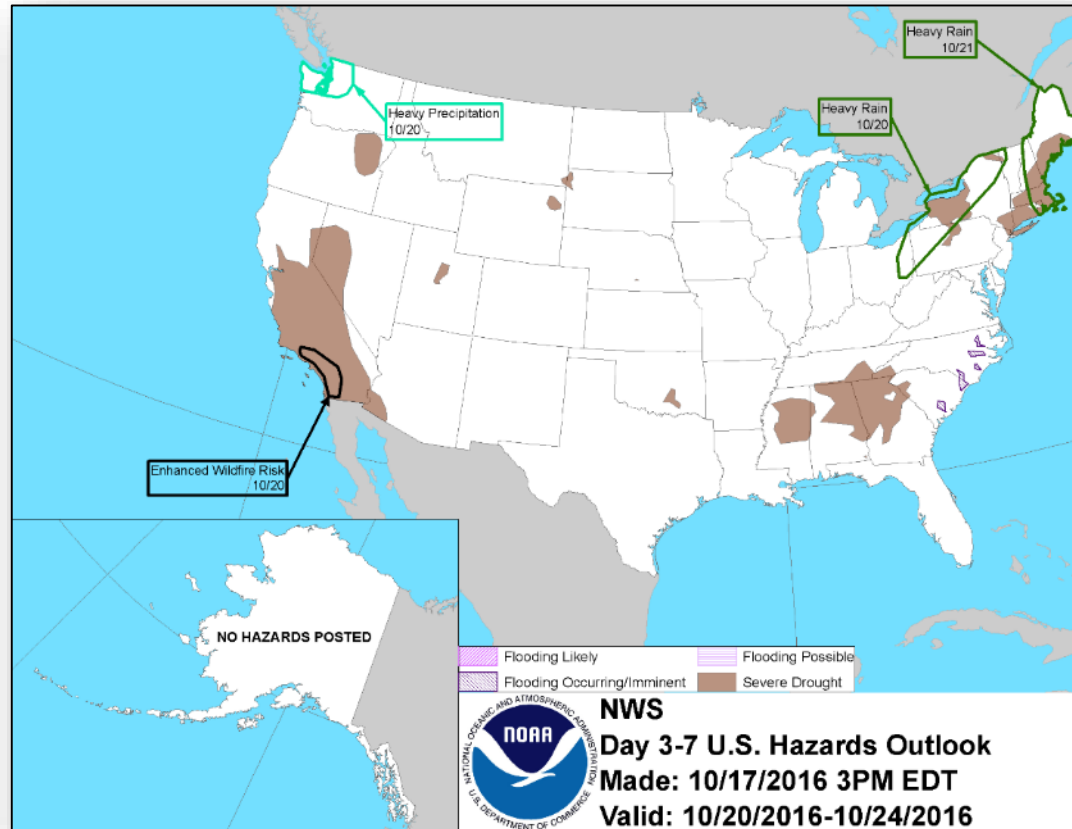 Heavy Rain
10/21
Heavy Precipitation
10/20
Heavy Rain
10/20
Enhanced Wildfire Risk
10/20
NO HAZARDS POSTED
Flooding Likely
Flooding Possible
Flooding Occurring/Imminent
Severe Drought
NATIONAL OCEANIC AND ATMOSPHERIC ADMINISTRATION
NOAA
U.S. DEPARTMENT OF COMMERCE
NWS
Day 3-7 U.S. Hazards Outlook
Made: 10/17/2016 3PM EDT
Valid: 10/20/2016-10/24/2016